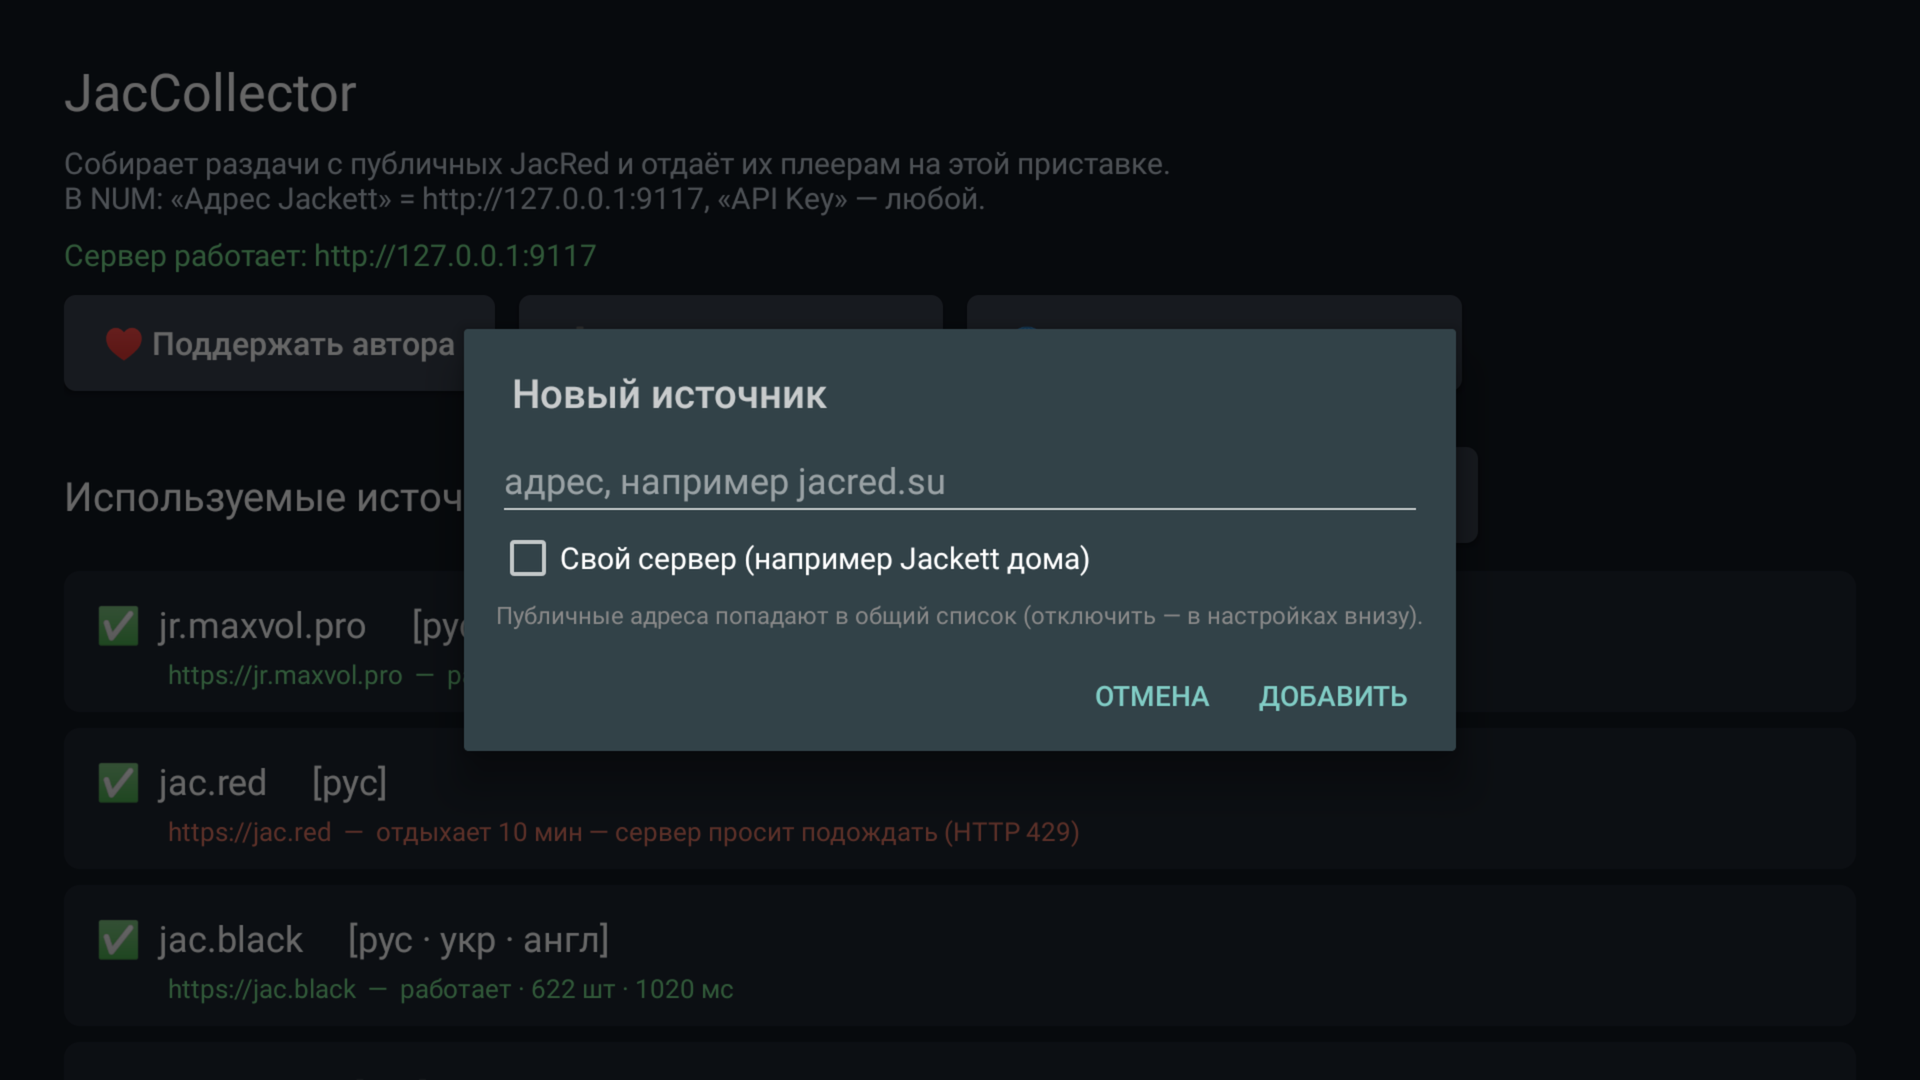 JacCollector
Собирает раздачи с публичных JacRed и отдаёт их плеерам на этой приставке.
В NUM: «Адрес Jackett» = http://127.0.0.1:9117, «API Key» — любой.
Сервер работает: http://127.0.0.1:9117
Поддержать автора
Новый источник
адрес, например jacred.su
Используемые источ
Свой сервер (например Jackett дома)
Публичные адреса попадают в общий список (отключить — в настройках внизу).
ОТМЕНА ДОБАВИТЬ
jr.maxvol.pro [рус
https://jr.maxvol.pro —
jac.red [рус]
https://jac.red — отдыхает 10 мин — сервер просит подождать (HTTP 429)
jac.black [рус · укр · англ]
https://jac.black — работает · 622 шт · 1020 мс